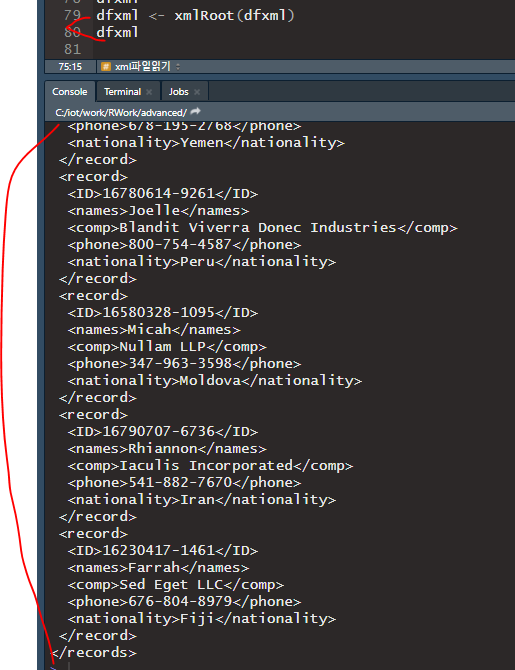 78
dfxml
79
dfxml <- xmlRoot(dfxml)
80
dfxml
81
75:15
# xml파일읽기
Console
Terminal
Jobs
C:/iot/work/RWork/advanced/
<phone>678-195-2768</phone>
<nationality>Yemen</nationality>
</record>
<record>
<ID>16780614-9261</ID>
<names>Joelle</names>
<comp>Blandit Viverra Donec Industries</comp>
<phone>800-754-4587</phone>
<nationality>Peru</nationality>
</record>
<record>
<ID>16580328-1095</ID>
<names>Micah</names>
<comp>Nullam LLP</comp>
<phone>347-963-3598</phone>
<nationality>Moldova</nationality>
</record>
<record>
<ID>16790707-6736</ID>
<names>Rhiannon</names>
<comp>Iaculis Incorporated</comp>
<phone>541-882-7670</phone>
<nationality>Iran</nationality>
</record>
<record>
<ID>16230417-1461</ID>
<names>Farrah</names>
<comp>Sed Eget LLC</comp>
<phone>676-804-8979</phone>
<nationality>Fiji</nationality>
</record>
</records>
>